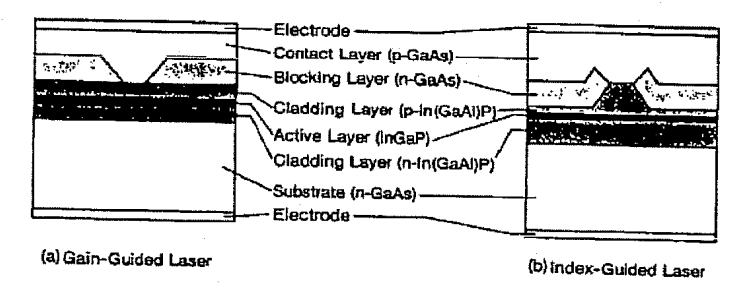 Electrode
Contact Layer (p-GaAs)
Blocking Layer (n-GaAs)
Cladding Layer (p-In(GaAl)P)
Active Layer (InGaP)
Cladding Layer (n-In(GaAl)P)
Substrate (n-GaAs)
Electrode
(a) Gain-Guided Laser
(b) Index-Guided Laser